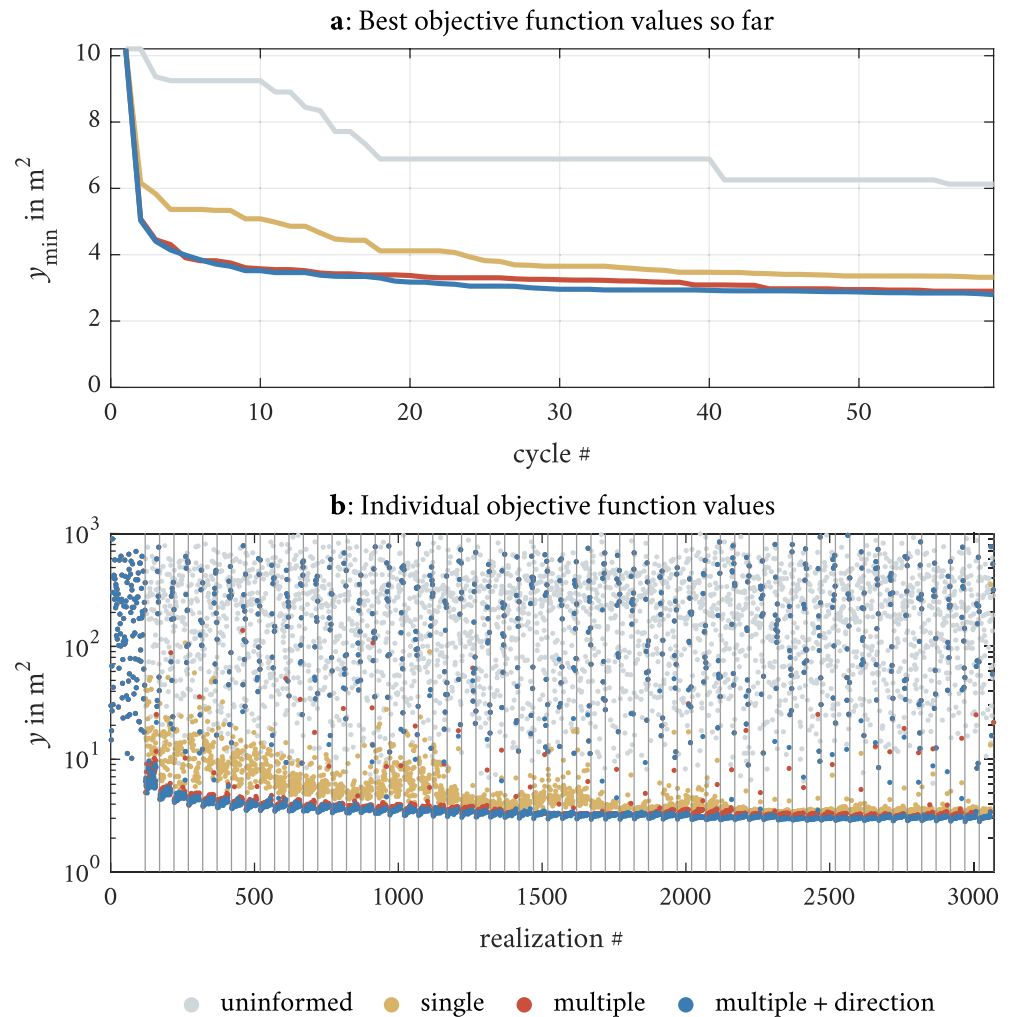 a: Best objective function values so far
10
8
6
4
2
0
y_min in m²
0 10 20 30 40 50
cycle #
b: Individual objective function values
10³
10²
10¹
10⁰
y in m²
0 500 1000 1500 2000 2500 3000
realization #
uninformed single multiple multiple + direction